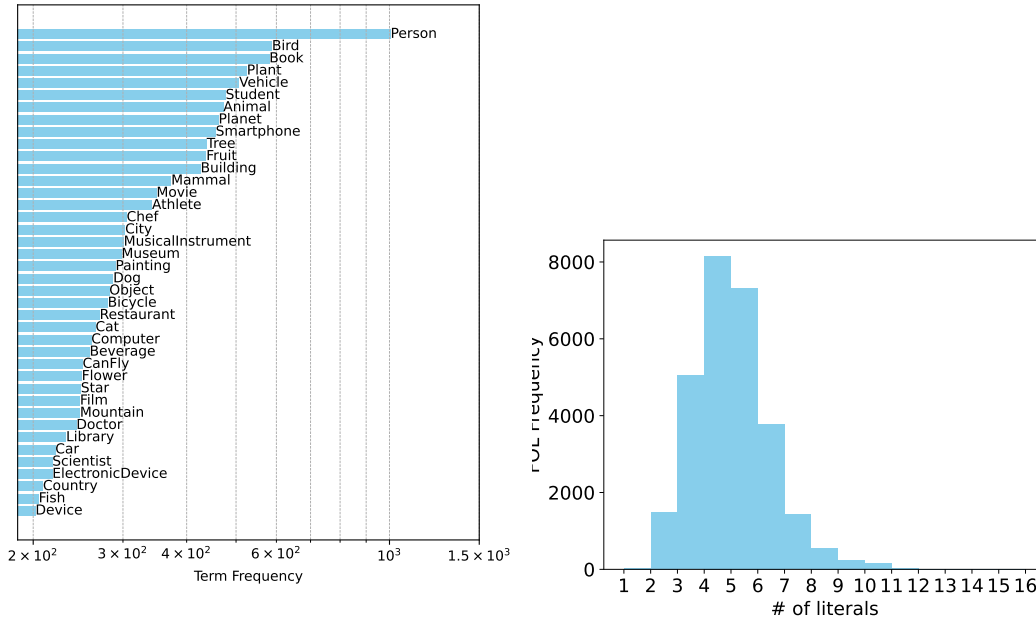 Person
Bird
Book
Plant
Vehicle
Student
Animal
Planet
Smartphone
Tree
Fruit
Building
Mammal
Movie
Athlete
Chef
City
MusicalInstrument
Museum
Painting
Dog
Object
Bicycle
Restaurant
Cat
Computer
Beverage
CanFly
Flower
Star
Film
Mountain
Doctor
Library
Car
Scientist
ElectronicDevice
Country
Fish
Device
2 × 10² 3 × 10² 4 × 10² 6 × 10² 10³ 1.5 × 10³
Term Frequency
8000
6000
4000
2000
0
FOL Frequency
1 2 3 4 5 6 7 8 9 10 11 12 13 14 15 16
# of literals